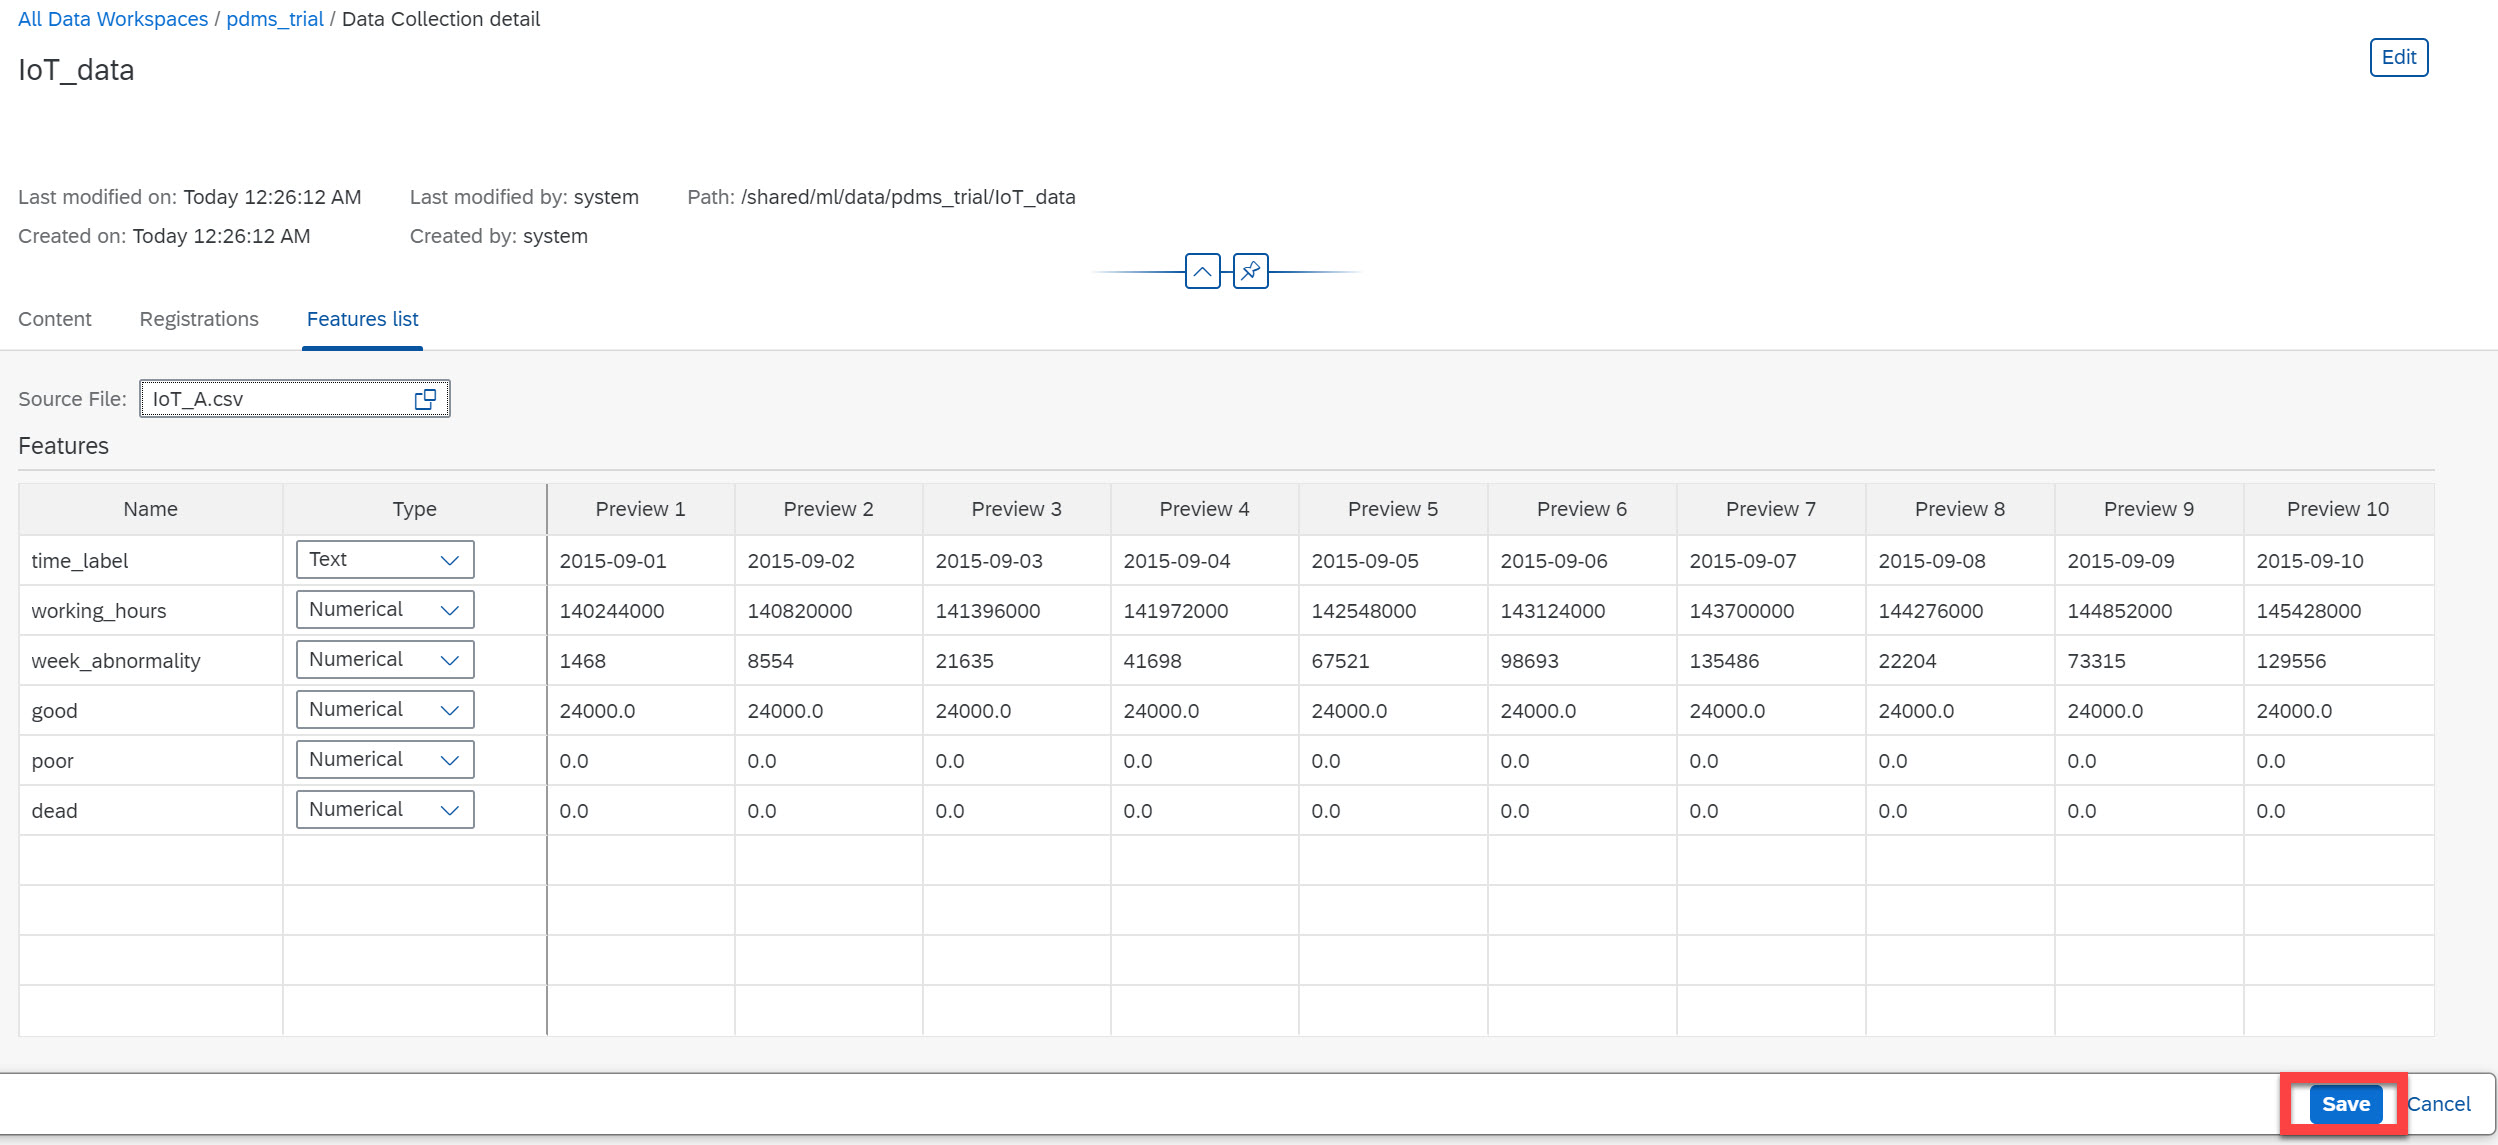 All Data Workspaces / pdms_trial / Data Collection detail
IoT_data
Edit
Last modified on: Today 12:26:12 AM Last modified by: system Path: /shared/ml/data/pdms_trial/IoT_data
Created on: Today 12:26:12 AM Created by: system
Content Registrations Features list
Source File: IoT_A.csv
Features
Name Type Preview 1 Preview 2 Preview 3 Preview 4 Preview 5 Preview 6 Preview 7 Preview 8 Preview 9 Preview 10
time_label Text 2015-09-01 2015-09-02 2015-09-03 2015-09-04 2015-09-05 2015-09-06 2015-09-07 2015-09-08 2015-09-09 2015-09-10
working_hours Numerical 140244000 140820000 141396000 141972000 142548000 143124000 143700000 144276000 144852000 145428000
week_abnormality Numerical 1468 8554 21635 41698 67521 98693 135486 22204 73315 129556
good Numerical 24000.0 24000.0 24000.0 24000.0 24000.0 24000.0 24000.0 24000.0 24000.0 24000.0
poor Numerical 0.0 0.0 0.0 0.0 0.0 0.0 0.0 0.0 0.0 0.0
dead Numerical 0.0 0.0 0.0 0.0 0.0 0.0 0.0 0.0 0.0 0.0
Save Cancel